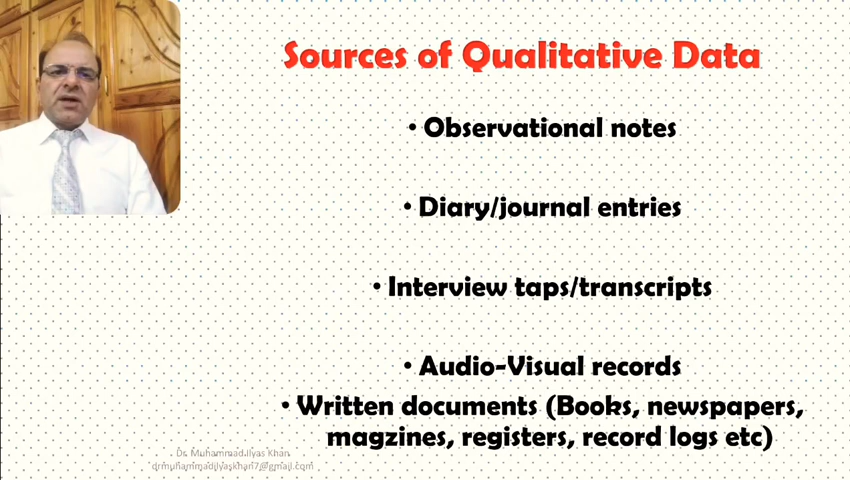 Sources of Qualitative Data
• Observational notes
• Diary/journal entries
• Interview taps/transcripts
• Audio-Visual records
• Written documents (Books, newspapers,
magzines, registers, record logs etc)
Dr. Muhammad Ilyas Khan
drmuhammadilyaskhan7@gmail.com